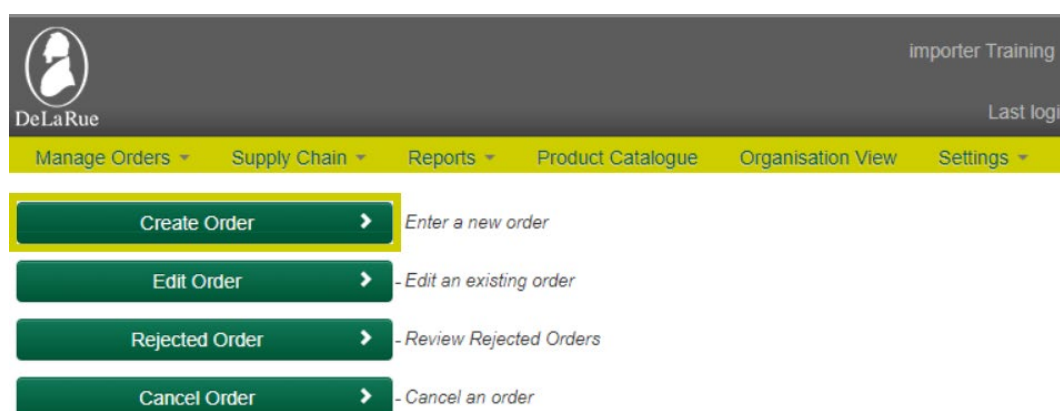 importer Training
DeLaRue
Last logi
Manage Orders Supply Chain Reports Product Catalogue Organisation View Settings
Create Order Enter a new order
Edit Order - Edit an existing order
Rejected Order - Review Rejected Orders
Cancel Order - Cancel an order